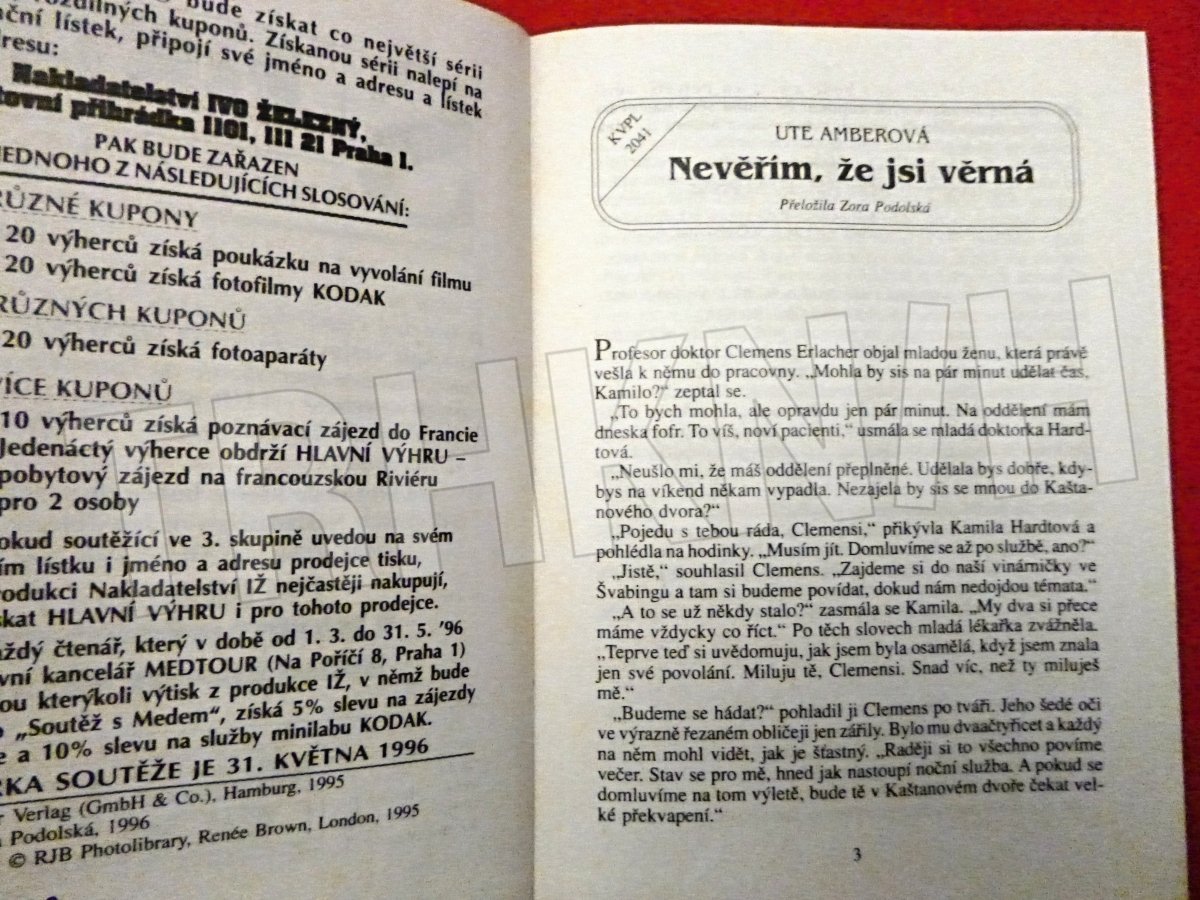 bude získat co největší sérii
kuponů. Získanou sérii nalepí na
lístek, připojí své jméno a adresu a lístek
Nakladatelství IVO ŽELEZNÝ,
přihrádka 1101, 111 21 Praha 1.
PAK BUDE ZAŘAZEN
Z NÁSLEDUJÍCÍCH SLOSOVÁNÍ:
RŮZNÉ KUPONY
20 výherců získá poukázku na vyvolání filmu
20 výherců získá fotofilmy KODAK
RŮZNÝCH KUPONŮ
20 výherců získá fotoaparáty
VÍCE KUPONŮ
10 výherců získá poznávací zájezd do Francie
Jedenáctý výherce obdrží HLAVNÍ VÝHRU –
pobytový zájezd na francouzskou Riviéru
pro 2 osoby
soutěžící ve 3. skupině uvedou na svém
lístku i jméno a adresu prodejce tisku,
Nakladatelství IŽ nejčastěji nakupují,
HLAVNÍ VÝHRU i pro tohoto prodejce.
čtenář, který v době od 1. 3. do 31. 5. '96
kancelář MEDTOUR (Na Poříčí 8, Praha 1)
kterýkoli výtisk z produkce IŽ, v němž bude
„Soutěž s Medem“, získá 5% slevu na zájezdy
a 10% slevu na služby minilabu KODAK.
SOUTĚŽE JE 31. KVĚTNA 1996
Verlag (GmbH & Co.), Hamburg, 1995
Podolská, 1996
© RJB Photolibrary, Renée Brown, London, 1995
KVPL
2041
UTE AMBEROVÁ
Nevěřím, že jsi věrná
Přeložila Zora Podolská
Profesor doktor Clemens Erlacher objal mladou ženu, která právě
vešla k němu do pracovny. „Mohla by sis na pár minut udělat čas,
Kamilo?“ zeptal se.
„To bych mohla, ale opravdu jen pár minut. Na oddělení mám
dneska fofr. To víš, noví pacienti,“ usmála se mladá doktorka Hard-
tová.
„Neušlo mi, že máš oddělení přeplněné. Udělala bys dobře, kdy-
bys na víkend někam vypadla. Nezajela by sis se mnou do Kašta-
nového dvora?“
„Pojedu s tebou ráda, Clemensi,“ přikývla Kamila Hardtová a
pohlédla na hodinky. „Musím jít. Domluvíme se až po službě, ano?“
„Jistě,“ souhlasil Clemens. „Zajdeme si do naší vinárničky ve
Švabingu a tam si budeme povídat, dokud nám nedojdou témata.“
„A to se už někdy stalo?“ zasmála se Kamila. „My dva si přece
máme vždycky co říct.“ Po těch slovech mladá lékařka zvážněla.
„Teprve teď si uvědomuju, jak jsem byla osamělá, když jsem znala
jen své povolání. Miluju tě, Clemensi. Snad víc, než ty miluješ
mě.“
„Budeme se hádat?“ pohladil ji Clemens po tváři. Jeho šedé oči
ve výrazně řezaném obličeji jen zářily. Bylo mu dvaačtyřicet a každý
na něm mohl vidět, jak je šťastný. „Raději si to všechno povíme
večer. Stav se pro mě, hned jak nastoupí noční služba. A pokud se
domluvíme na tom výletě, bude tě v Kaštanovém dvoře čekat vel-
ké překvapení.“
3
TRHKNIH